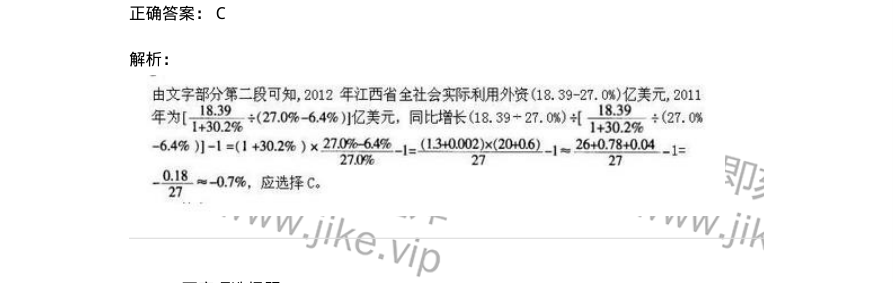 正确答案： C
解析：
由文字部分第二段可知,2012 年江西省全社会实际利用外资(18.39-27.0%)亿美元,2011
年为[18.39/1+30.2%÷(27.0%-6.4%)]亿美元，同比增长(18.39÷27.0%)÷[18.39/1+30.2%÷(27.0%
-6.4%)]-1=(1+30.2%)×27.0%-6.4%/27.0%-1=(1.3+0.002)×(20+0.6)/27-1≈26+0.78+0.04/27-1=
-0.18/27≈-0.7%，应选择 C。
www.jike.vip